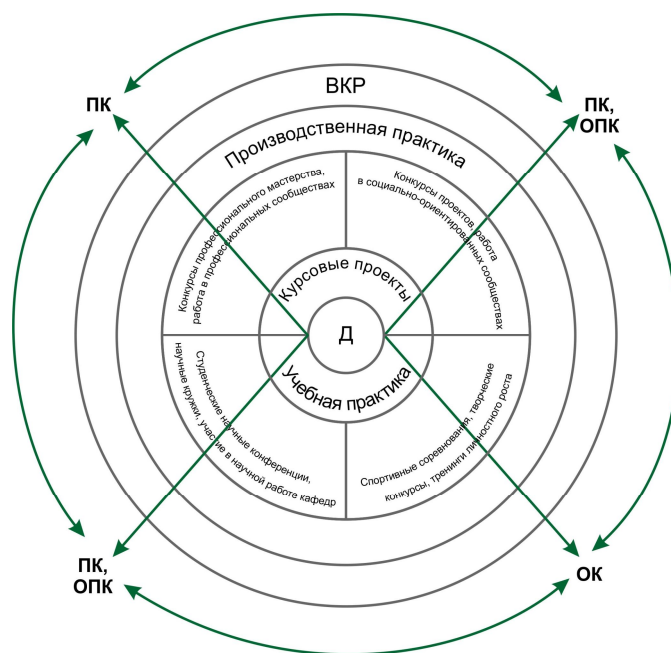 ВКР
ПК
ПК,
ОПК
Производственная практика
Конкурсы профессионального мастерства,
работа в профессиональных сообществах
Конкурсы проектов, работа
в социально-ориентированных сообществах
Курсовые проекты
Д
Учебная практика
Студенческие научные конференции,
научные кружки, участие в научной работе кафедр
Спортивные соревнования, творческие
конкурсы, тренинги личностного роста
ПК,
ОПК
ОК